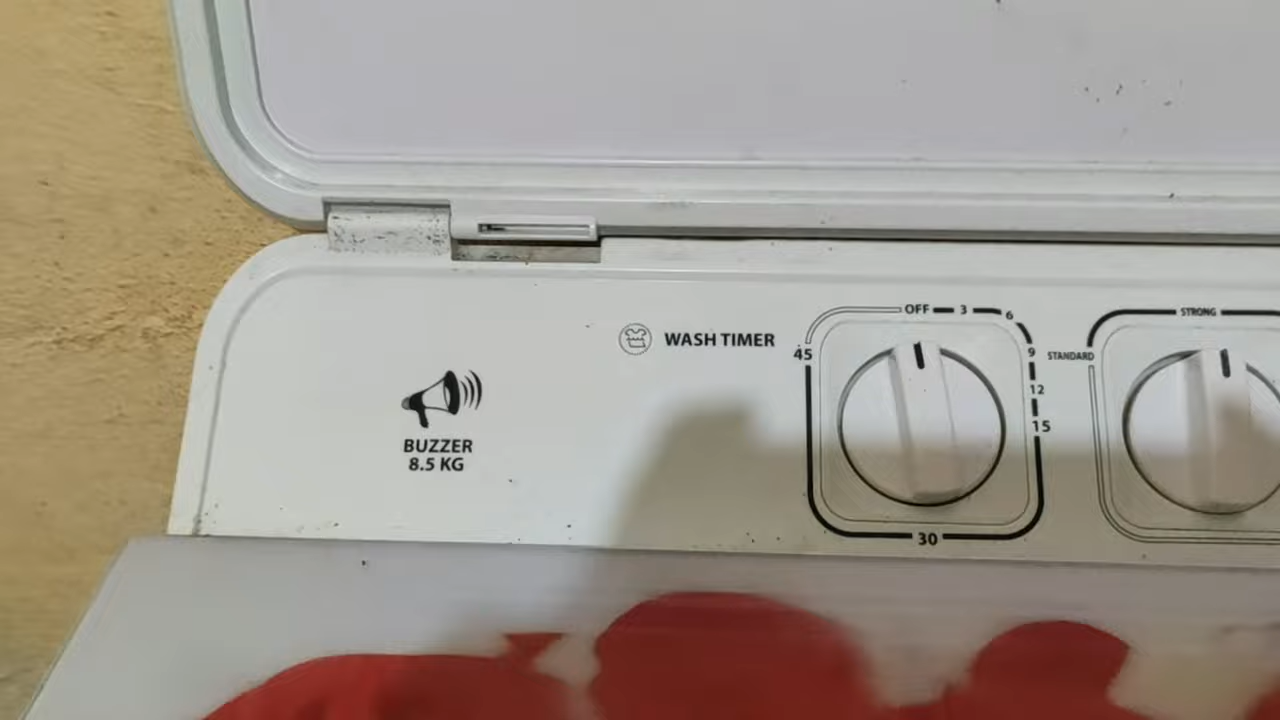 BUZZER
8.5 KG
WASH TIMER
OFF 3 6
9
12
15
30
45
STRONG
STANDARD